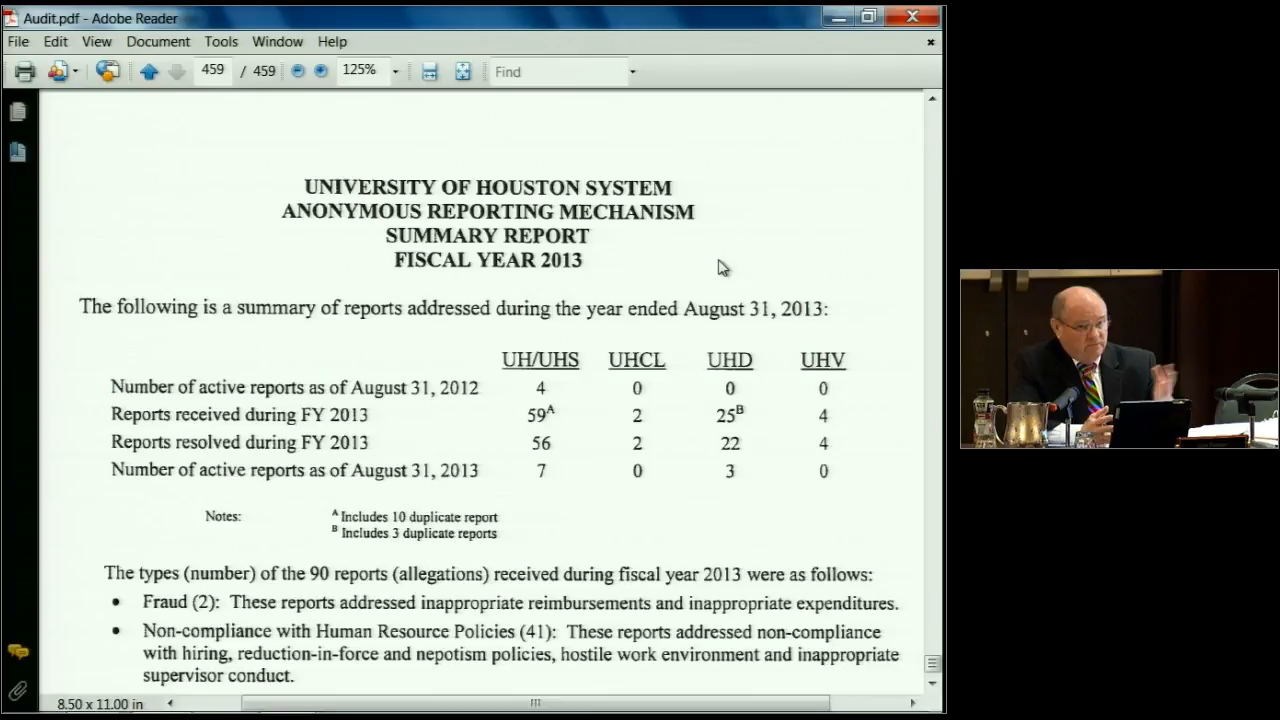 Audit.pdf - Adobe Reader
File Edit View Document Tools Window Help
459 / 459 125% Find
UNIVERSITY OF HOUSTON SYSTEM
ANONYMOUS REPORTING MECHANISM
SUMMARY REPORT
FISCAL YEAR 2013
The following is a summary of reports addressed during the year ended August 31, 2013:
UH/UHS UHCL UHD UHV
Number of active reports as of August 31, 2012 4 0 0 0
Reports received during FY 2013 59A 2 25B 4
Reports resolved during FY 2013 56 2 22 4
Number of active reports as of August 31, 2013 7 0 3 0
Notes: A Includes 10 duplicate report
B Includes 3 duplicate reports
The types (number) of the 90 reports (allegations) received during fiscal year 2013 were as follows:
• Fraud (2): These reports addressed inappropriate reimbursements and inappropriate expenditures.
• Non-compliance with Human Resource Policies (41): These reports addressed non-compliance
with hiring, reduction-in-force and nepotism policies, hostile work environment and inappropriate
supervisor conduct.
8.50 x 11.00 in